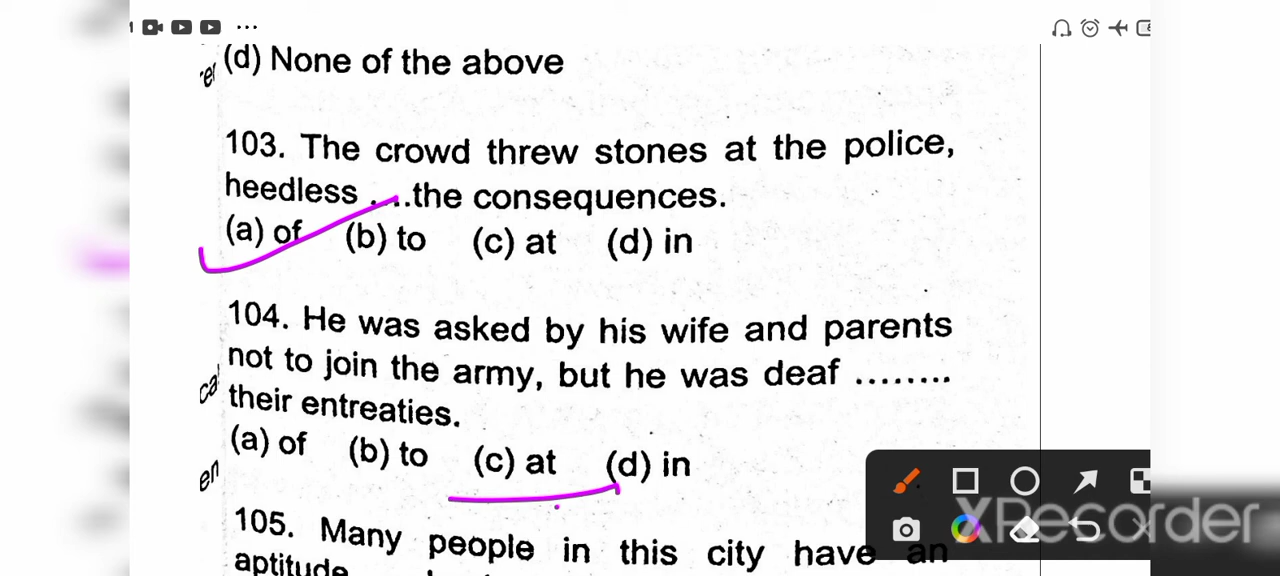 (d) None of the above
103. The crowd threw stones at the police,
heedless ....the consequences.
(a) of (b) to (c) at (d) in
104. He was asked by his wife and parents
not to join the army, but he was deaf ........
their entreaties.
(a) of (b) to (c) at (d) in
105. Many people in this city have an
aptitude
XRecorder